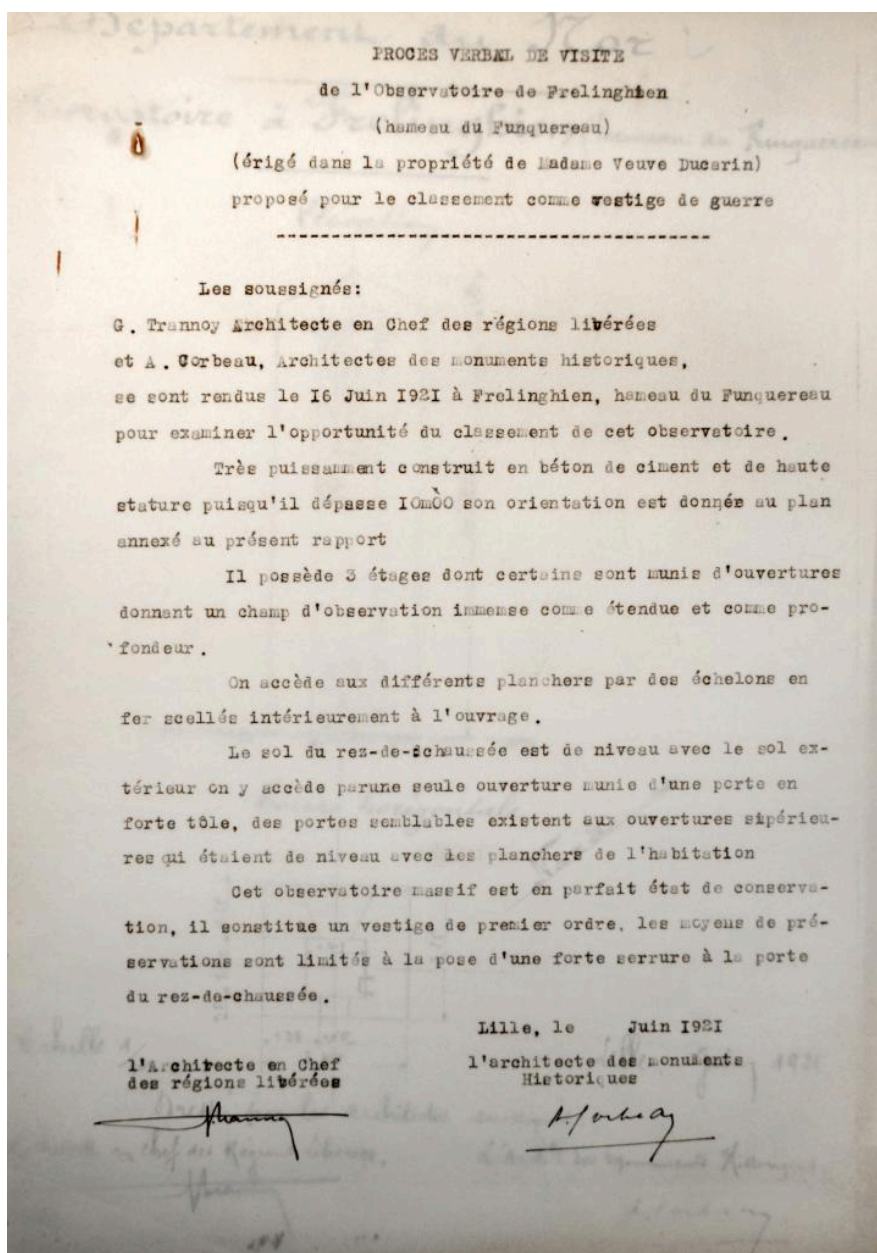 PROCES VERBAL DE VISITE
de l'Observatoire de Frelinghien
(hameau du Funquereau)
(érigé dans la propriété de Madame Veuve Ducarin)
proposé pour le classement comme vestige de guerre
Les soussignés:
G. Trannoy Architecte en Chef des régions libérées
et A. Corbeau, Architectes des monuments historiques,
se sont rendus le I6 Juin I92I à Frelinghien, hameau du Funquereau
pour examiner l'opportunité du classement de cet observatoire.
Très puissamment construit en béton de ciment et de haute
stature puisqu'il dépasse I0m00 son orientation est donnée au plan
annexé au présent rapport
Il possède 3 étages dont certains sont munis d'ouvertures
donnant un champ d'observation immense comme étendue et comme pro-
fondeur.
On accède aux différents planchers par des échelons en
fer scellés intérieurement à l'ouvrage.
Le sol du rez-de-chaussée est de niveau avec le sol ex-
térieur on y accède parune seule ouverture munie d'une porte en
forte tôle, des portes semblables existent aux ouvertures sipérieu-
res qui étaient de niveau avec les planchers de l'habitation
Cet observatoire massif est en parfait état de conserva-
tion, il sonstitue un vestige de premier ordre, les moyens de pré-
servations sont limités à la pose d'une forte serrure à la porte
du rez-de-chaussée.
Lille, le Juin I92I
l'Architecte en Chef
des régions libérées
l'architecte des monuments
Historiques
Trannoy
A. Corbeau